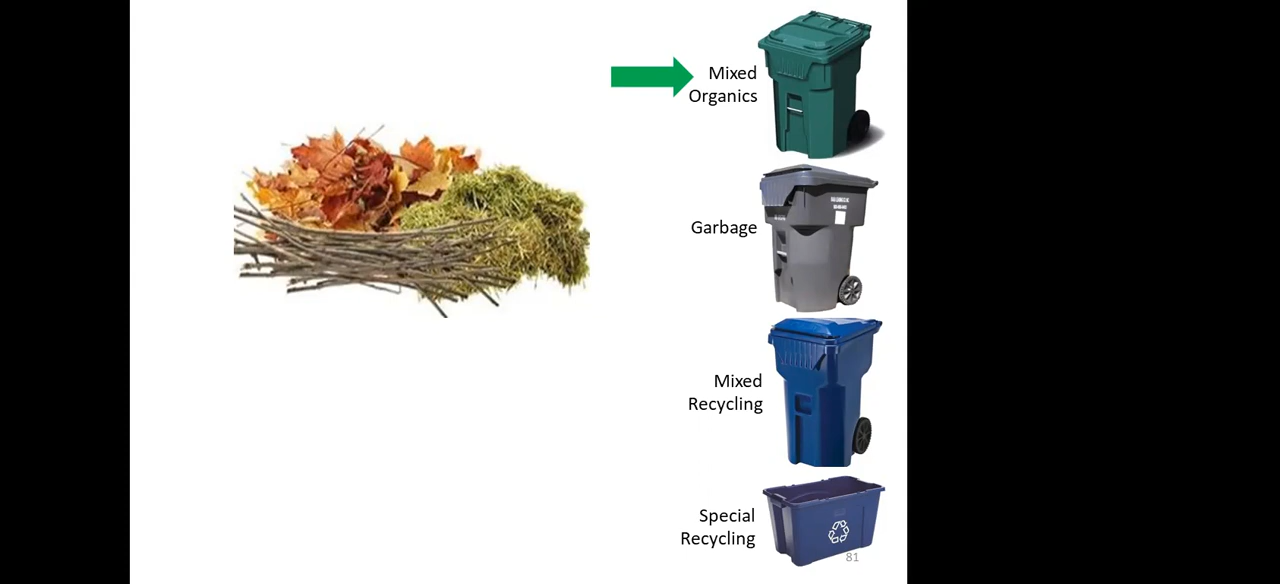 Mixed
Organics
Garbage
Mixed
Recycling
Special
Recycling
81